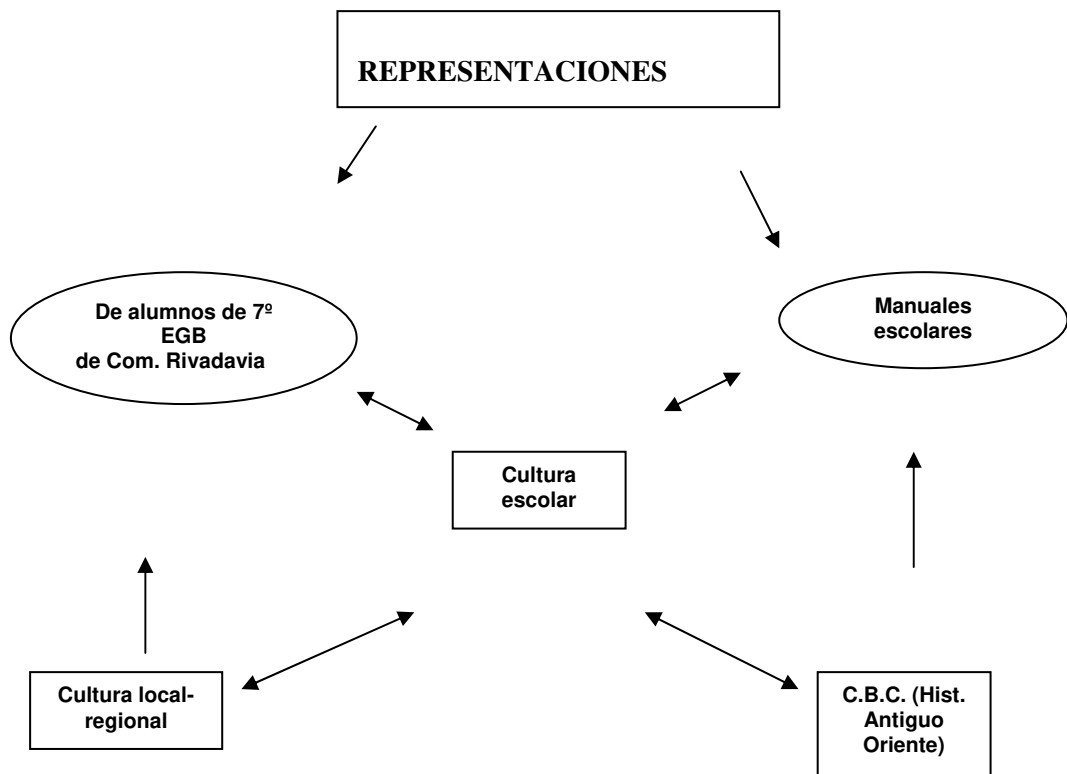 REPRESENTACIONES
De alumnos de 7º
EGB
de Com. Rivadavia
Manuales
escolares
Cultura
escolar
Cultura local-
regional
C.B.C. (Hist.
Antiguo
Oriente)